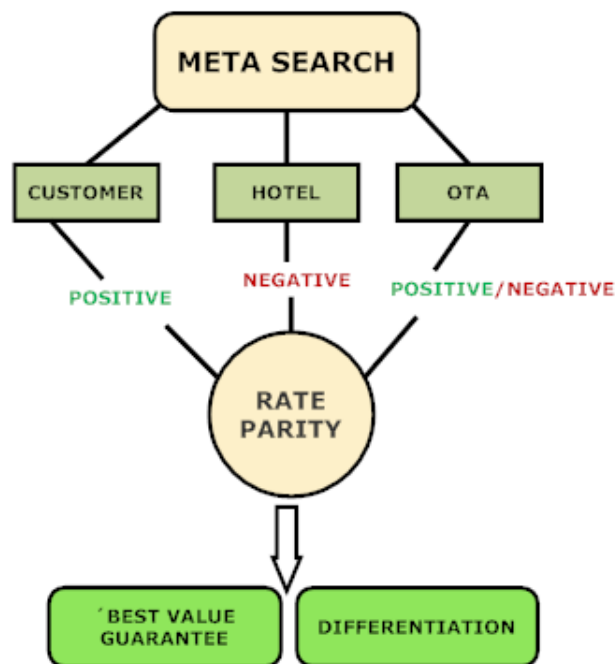 META SEARCH
CUSTOMER
HOTEL
OTA
POSITIVE
NEGATIVE
POSITIVE/NEGATIVE
RATE
PARITY
´BEST VALUE
GUARANTEE
DIFFERENTIATION